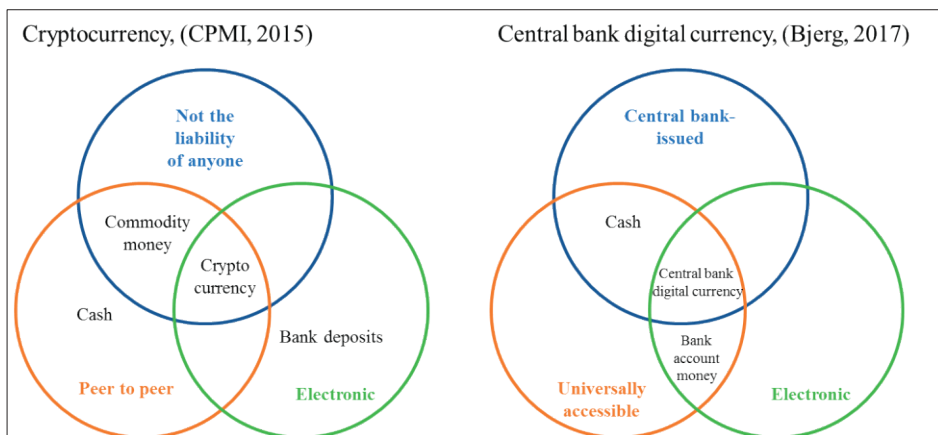 Cryptocurrency, (CPMI, 2015)
Not the
liability
of anyone
Commodity
money
Crypto
currency
Cash
Bank deposits
Peer to peer
Electronic
Central bank digital currency, (Bjerg, 2017)
Central bank-
issued
Cash
Central bank
digital currency
Bank
account
money
Universally
accessible
Electronic